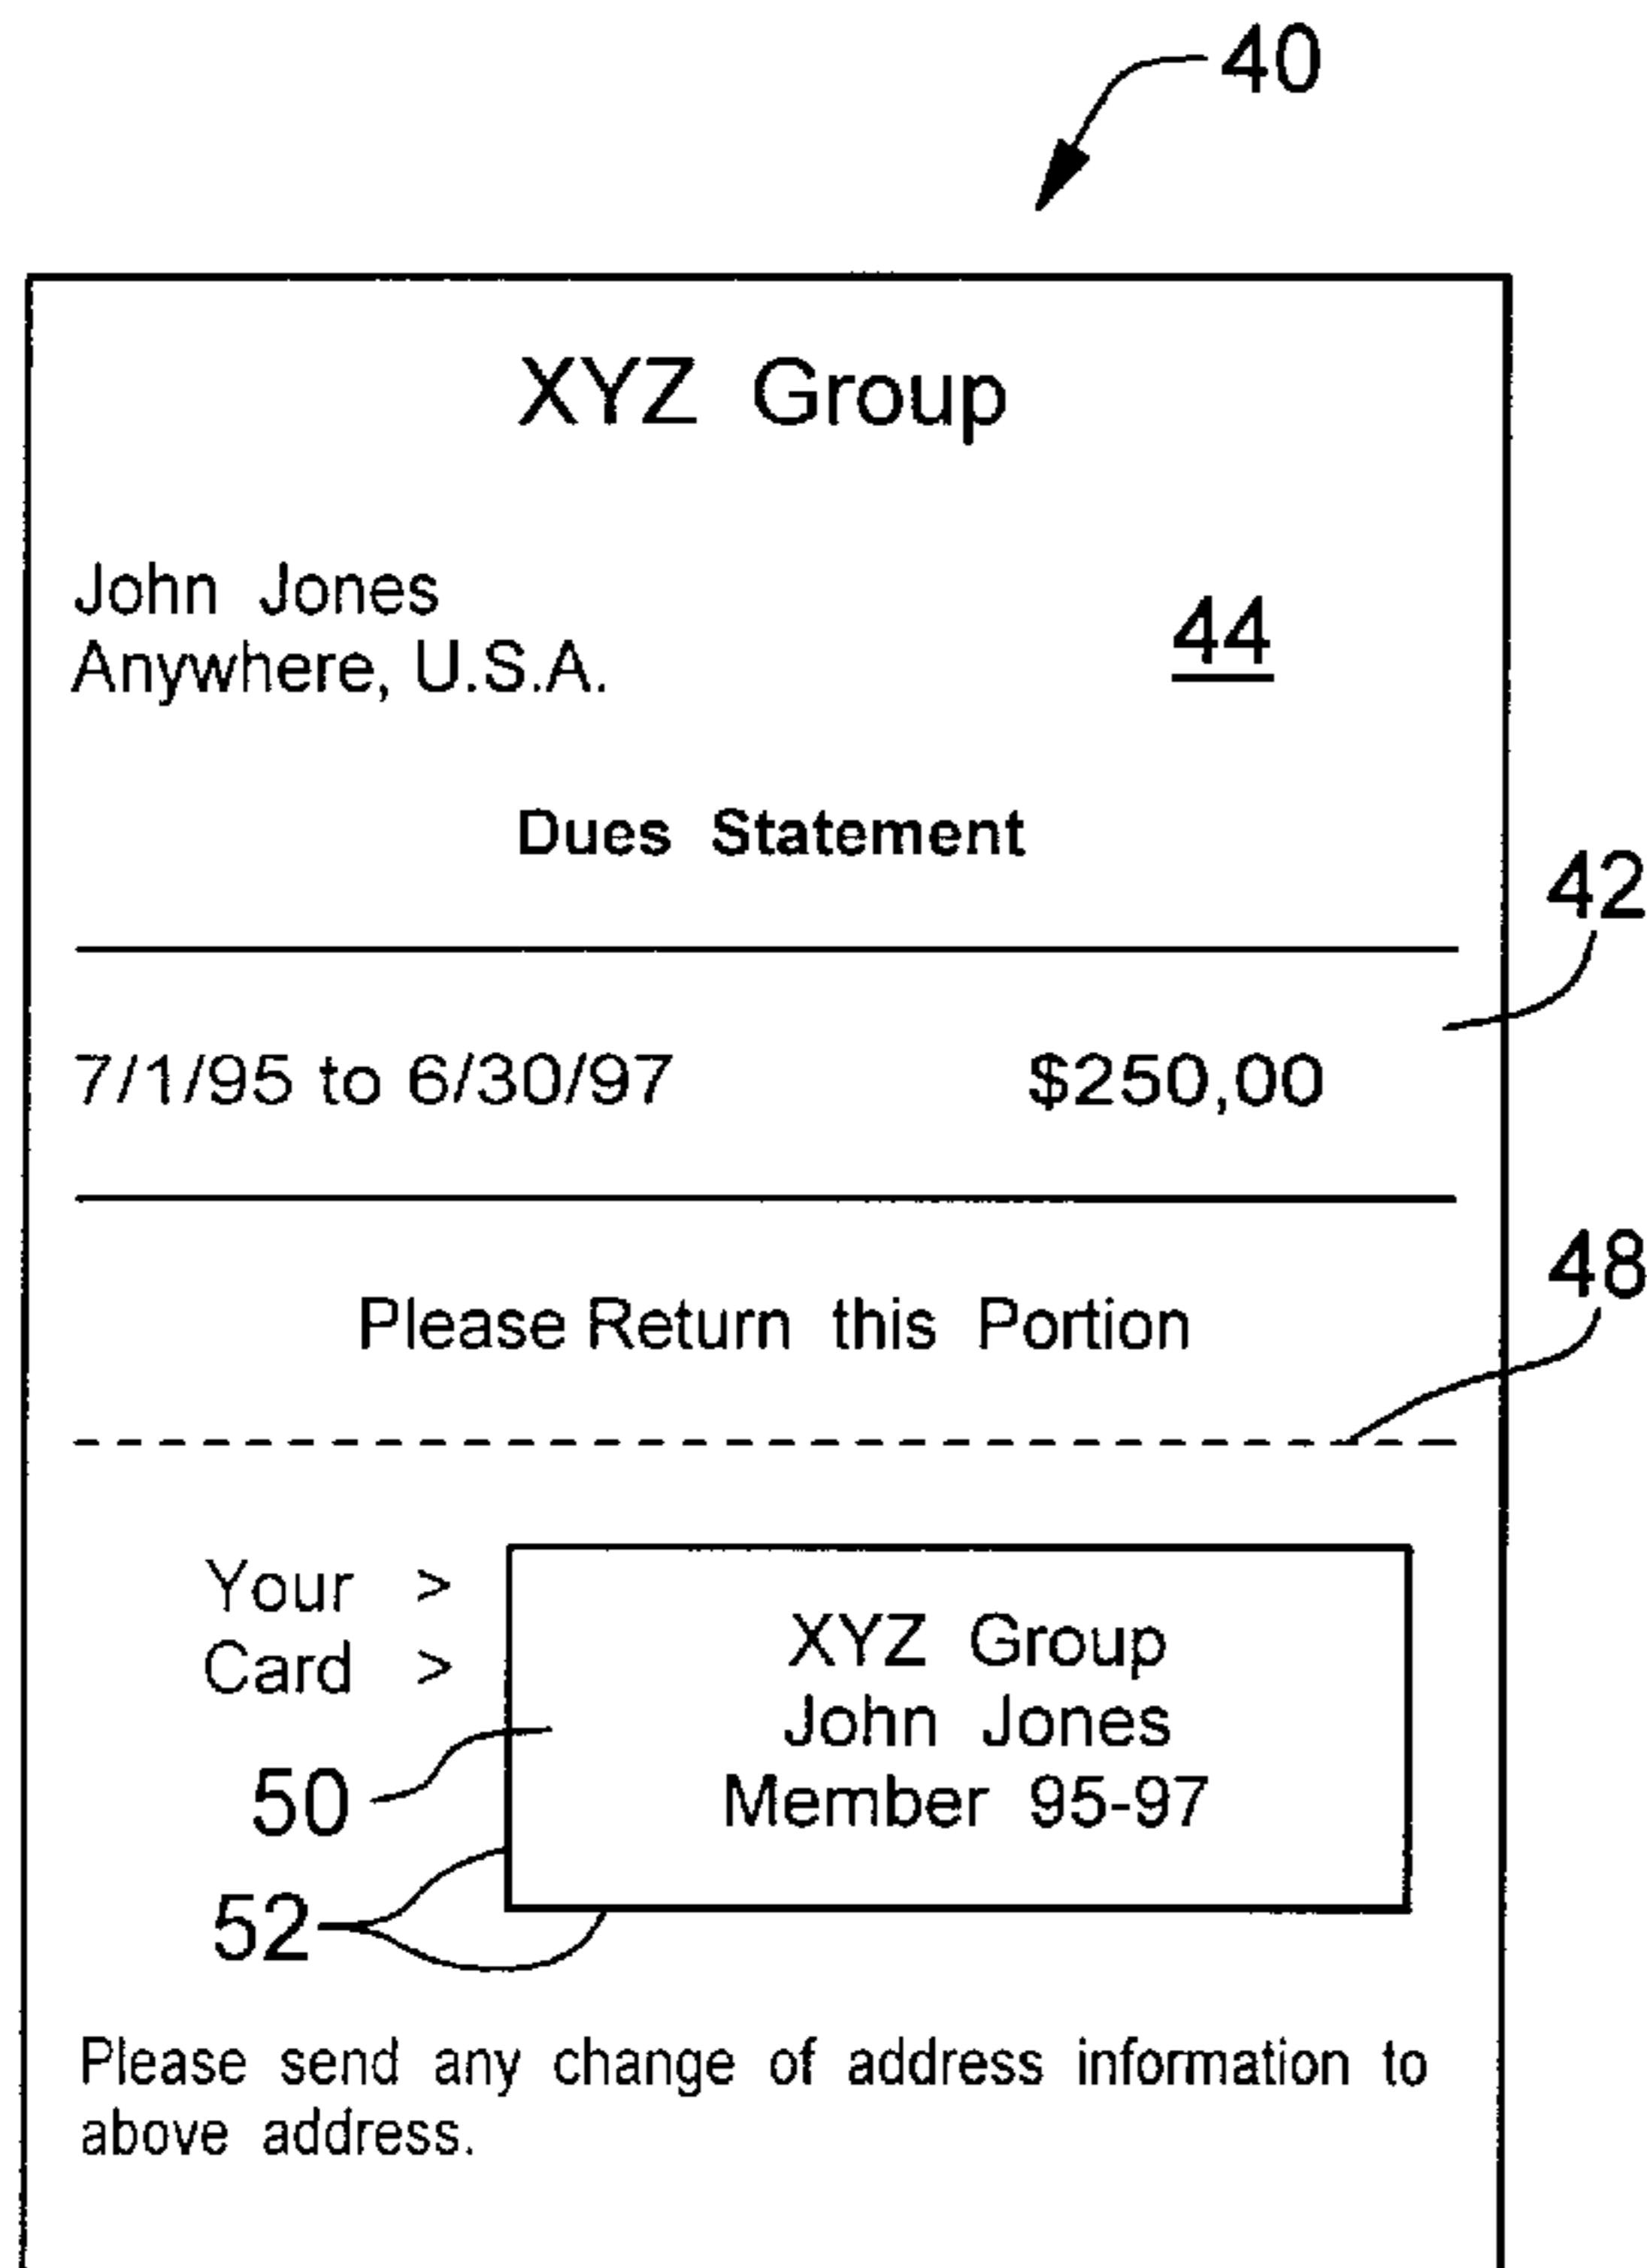 40
XYZ Group
John Jones
Anywhere, U.S.A.
44
Dues Statement
42
7/1/95 to 6/30/97 $250,00
48
Please Return this Portion
Your >
Card >
XYZ Group
John Jones
Member 95-97
50
52
Please send any change of address information to
above address.